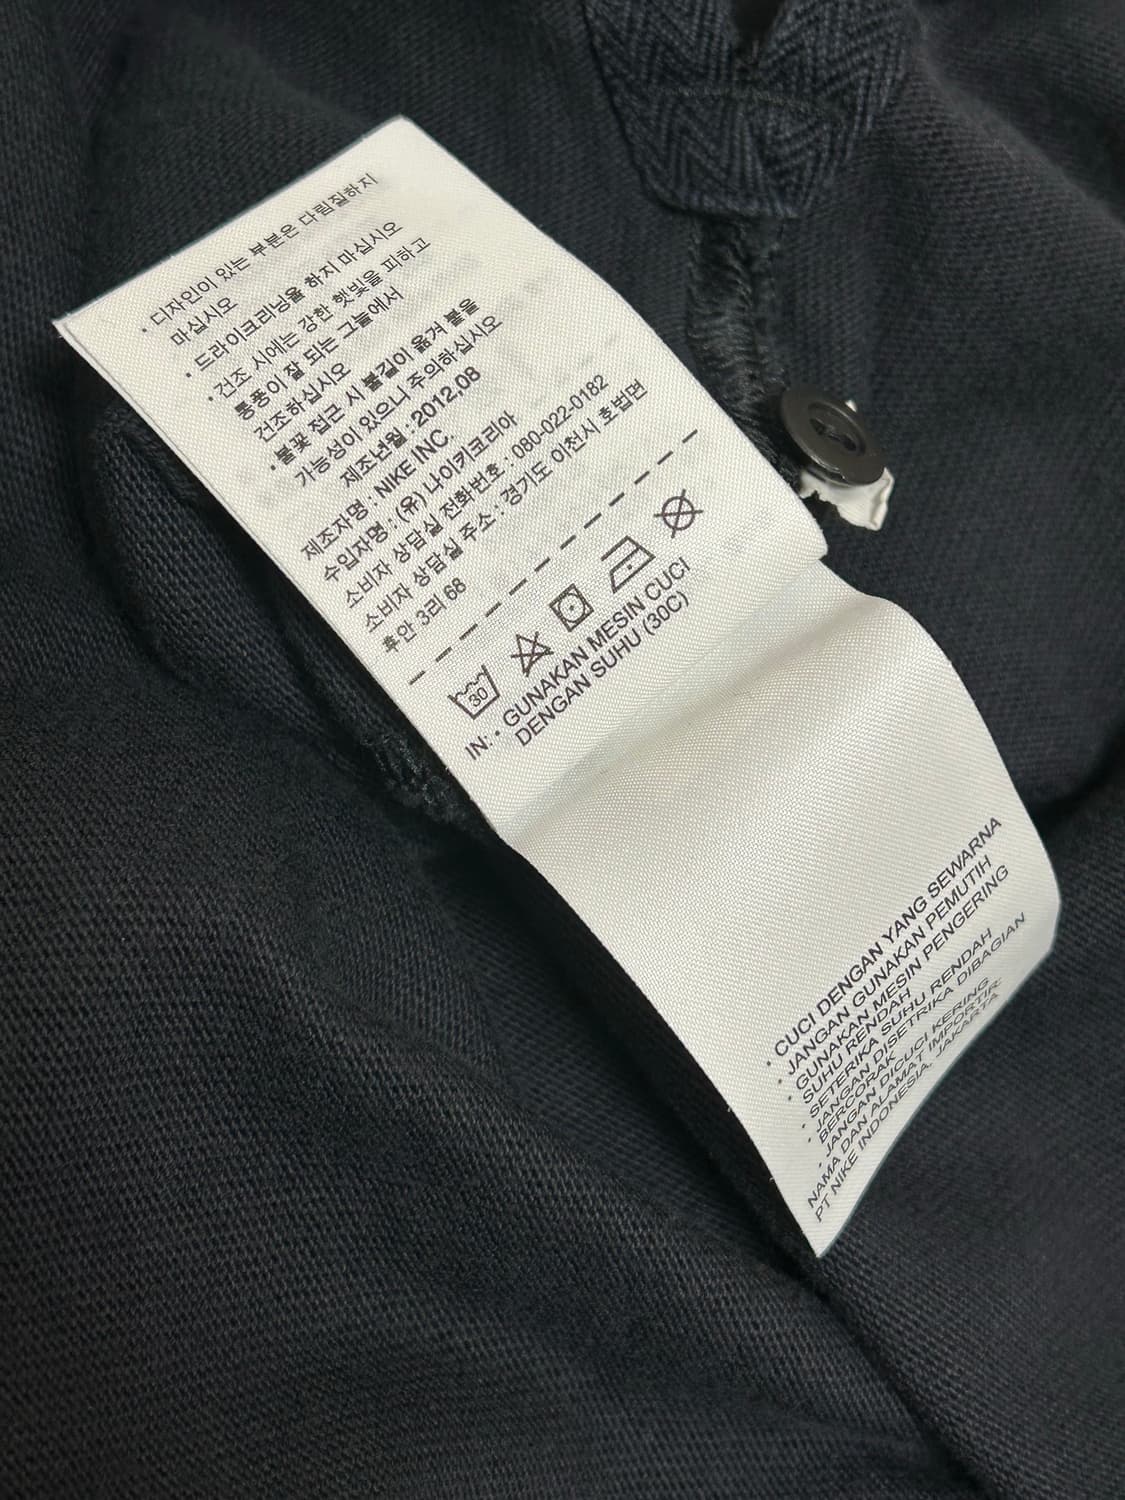 • 디자인이 있는 부분은 다림질하지
마십시오
• 드라이크리닝을 하지 마십시오
• 건조 시에는 강한 햇빛을 피하고
통풍이 잘 되는 그늘에서
건조하십시오
• 불꽃 접근 시 불길이 옮겨 붙을
가능성이 있으니 주의하십시오
제조년월 : 2012,08
제조자명 : NIKE INC.
수입자명 : (유) 나이키코리아
소비자 상담실 전화번호 : 080-022-0182
소비자 상담실 주소 : 경기도 이천시 호법면
후안 3리 68
30
IN: • GUNAKAN MESIN CUCI
DENGAN SUHU (30C)
• CUCI DENGAN YANG SEWARNA
• JANGAN GUNAKAN PEMUTIH
• GUNAKAN MESIN PENGERING
SUHU RENDAH
• SETERIKA SUHU RENDAH
• JANGAN DISETRIKA DIBAGIAN
BERCORAK
• JANGAN DICUCI KERING
NAMA DAN ALAMAT IMPORTIR:
PT NIKE INDONESIA, JAKARTA